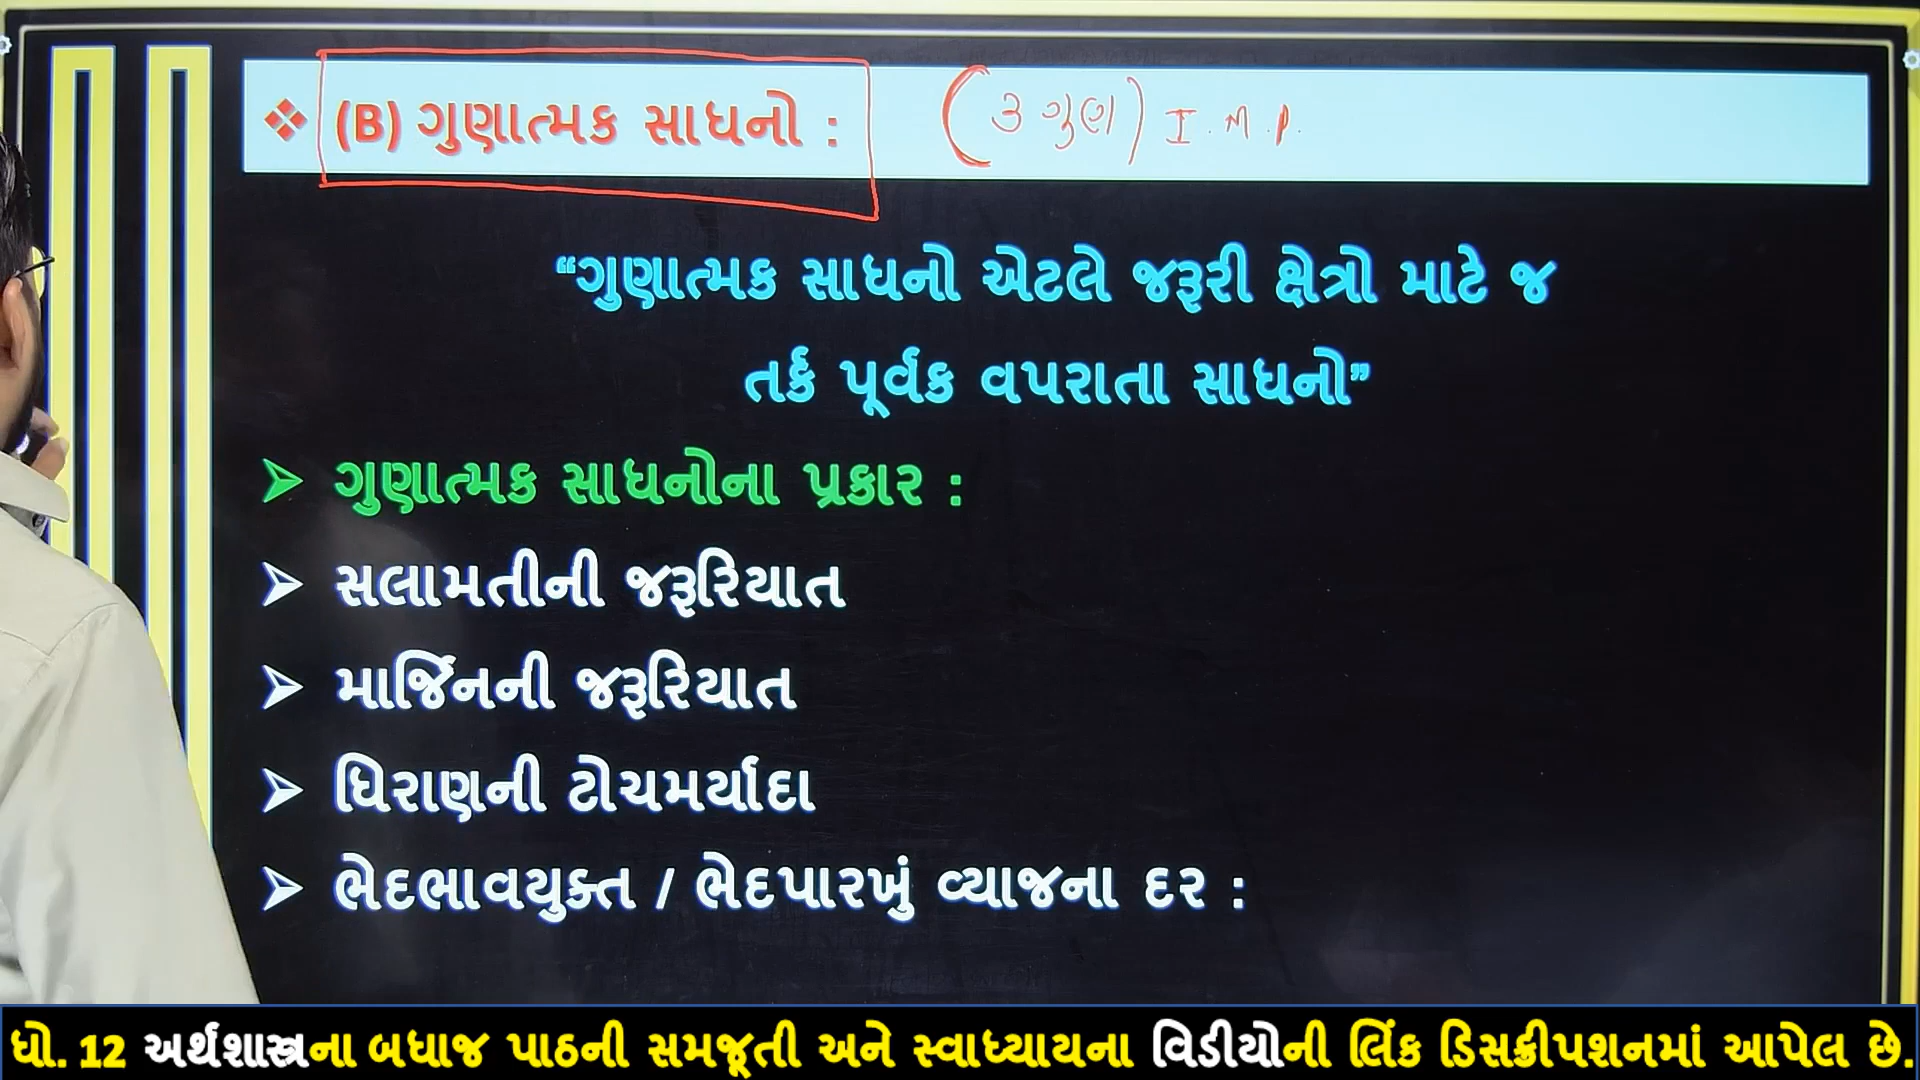 ❖ (B) ગુણાત્મક સાધનો : (૩ ગુણ) I.M.P.
“ગુણાત્મક સાધનો એટલે જરૂરી ક્ષેત્રો માટે જ
તર્ક પૂર્વક વપરાતા સાધનો”
➢ ગુણાત્મક સાધનોના પ્રકાર :
➢ સલામતીની જરૂરિયાત
➢ માર્જિનની જરૂરિયાત
➢ ધિરાણની ટોચમર્યાદા
➢ ભેદભાવયુક્ત / ભેદપારખું વ્યાજના દર :
ધો. 12 અર્થશાસ્ત્રના બધાજ પાઠની સમજૂતી અને સ્વાધ્યાયના વિડીયોની લિંક ડિસક્રીપશનમાં આપેલ છે.